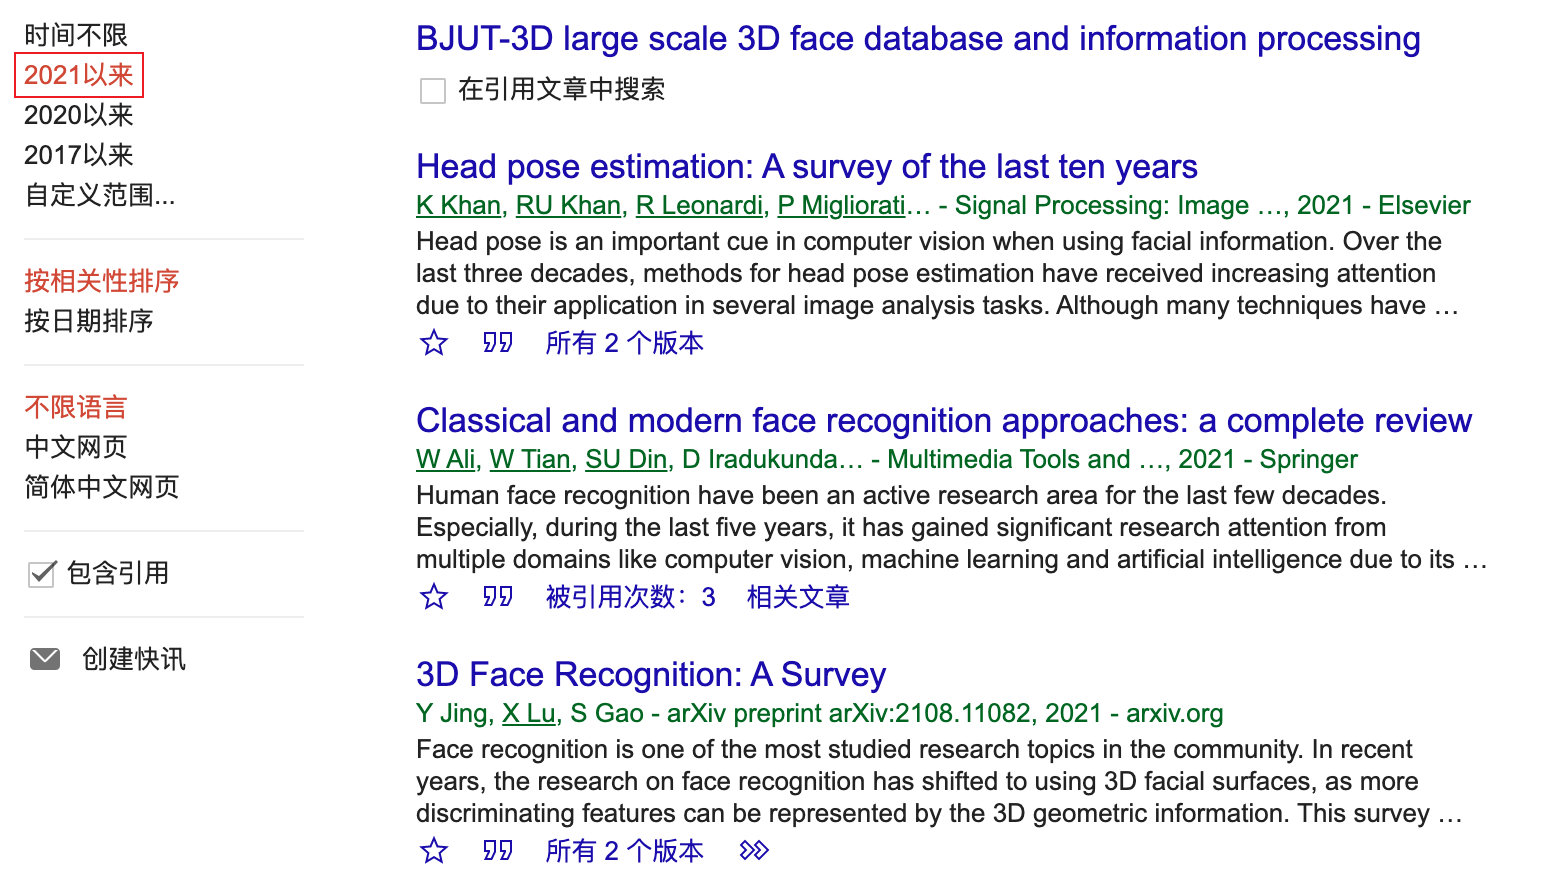 时间不限
2021以来
2020以来
2017以来
自定义范围...
按相关性排序
按日期排序
不限语言
中文网页
简体中文网页
包含引用
创建快讯
BJUT-3D large scale 3D face database and information processing
在引用文章中搜索
Head pose estimation: A survey of the last ten years
K Khan, RU Khan, R Leonardi, P Migliorati… - Signal Processing: Image …, 2021 - Elsevier
Head pose is an important cue in computer vision when using facial information. Over the
last three decades, methods for head pose estimation have received increasing attention
due to their application in several image analysis tasks. Although many techniques have …
所有 2 个版本
Classical and modern face recognition approaches: a complete review
W Ali, W Tian, SU Din, D Iradukunda… - Multimedia Tools and …, 2021 - Springer
Human face recognition have been an active research area for the last few decades.
Especially, during the last five years, it has gained significant research attention from
multiple domains like computer vision, machine learning and artificial intelligence due to its …
被引用次数：3 相关文章
3D Face Recognition: A Survey
Y Jing, X Lu, S Gao - arXiv preprint arXiv:2108.11082, 2021 - arxiv.org
Face recognition is one of the most studied research topics in the community. In recent
years, the research on face recognition has shifted to using 3D facial surfaces, as more
discriminating features can be represented by the 3D geometric information. This survey …
所有 2 个版本